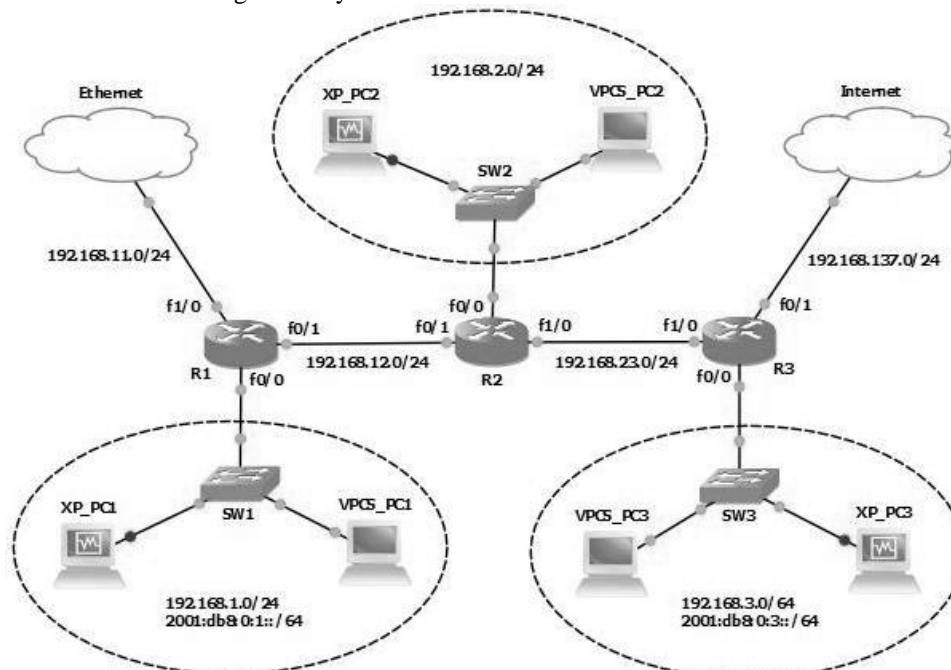 192.168.2.0/ 24
Ethernet
XP_PC2
VPCS_PC2
Internet
SW2
192.168.11.0/ 24
192.168.137.0/ 24
f1/ 0
f0/ 0
f0/ 1
f0/ 1
f0/ 1
f1/ 0
f1/ 0
R1
192.168.12.0/ 24
R2
192.168.23.0/ 24
R3
f0/ 0
f0/ 0
XP_PC1
SW1
VPCS_PC1
VPCS_PC3
SW3
XP_PC3
192.168.1.0/ 24
2001:db8:0:1::/ 64
192.168.3.0/ 64
2001:db8:0:3::/ 64